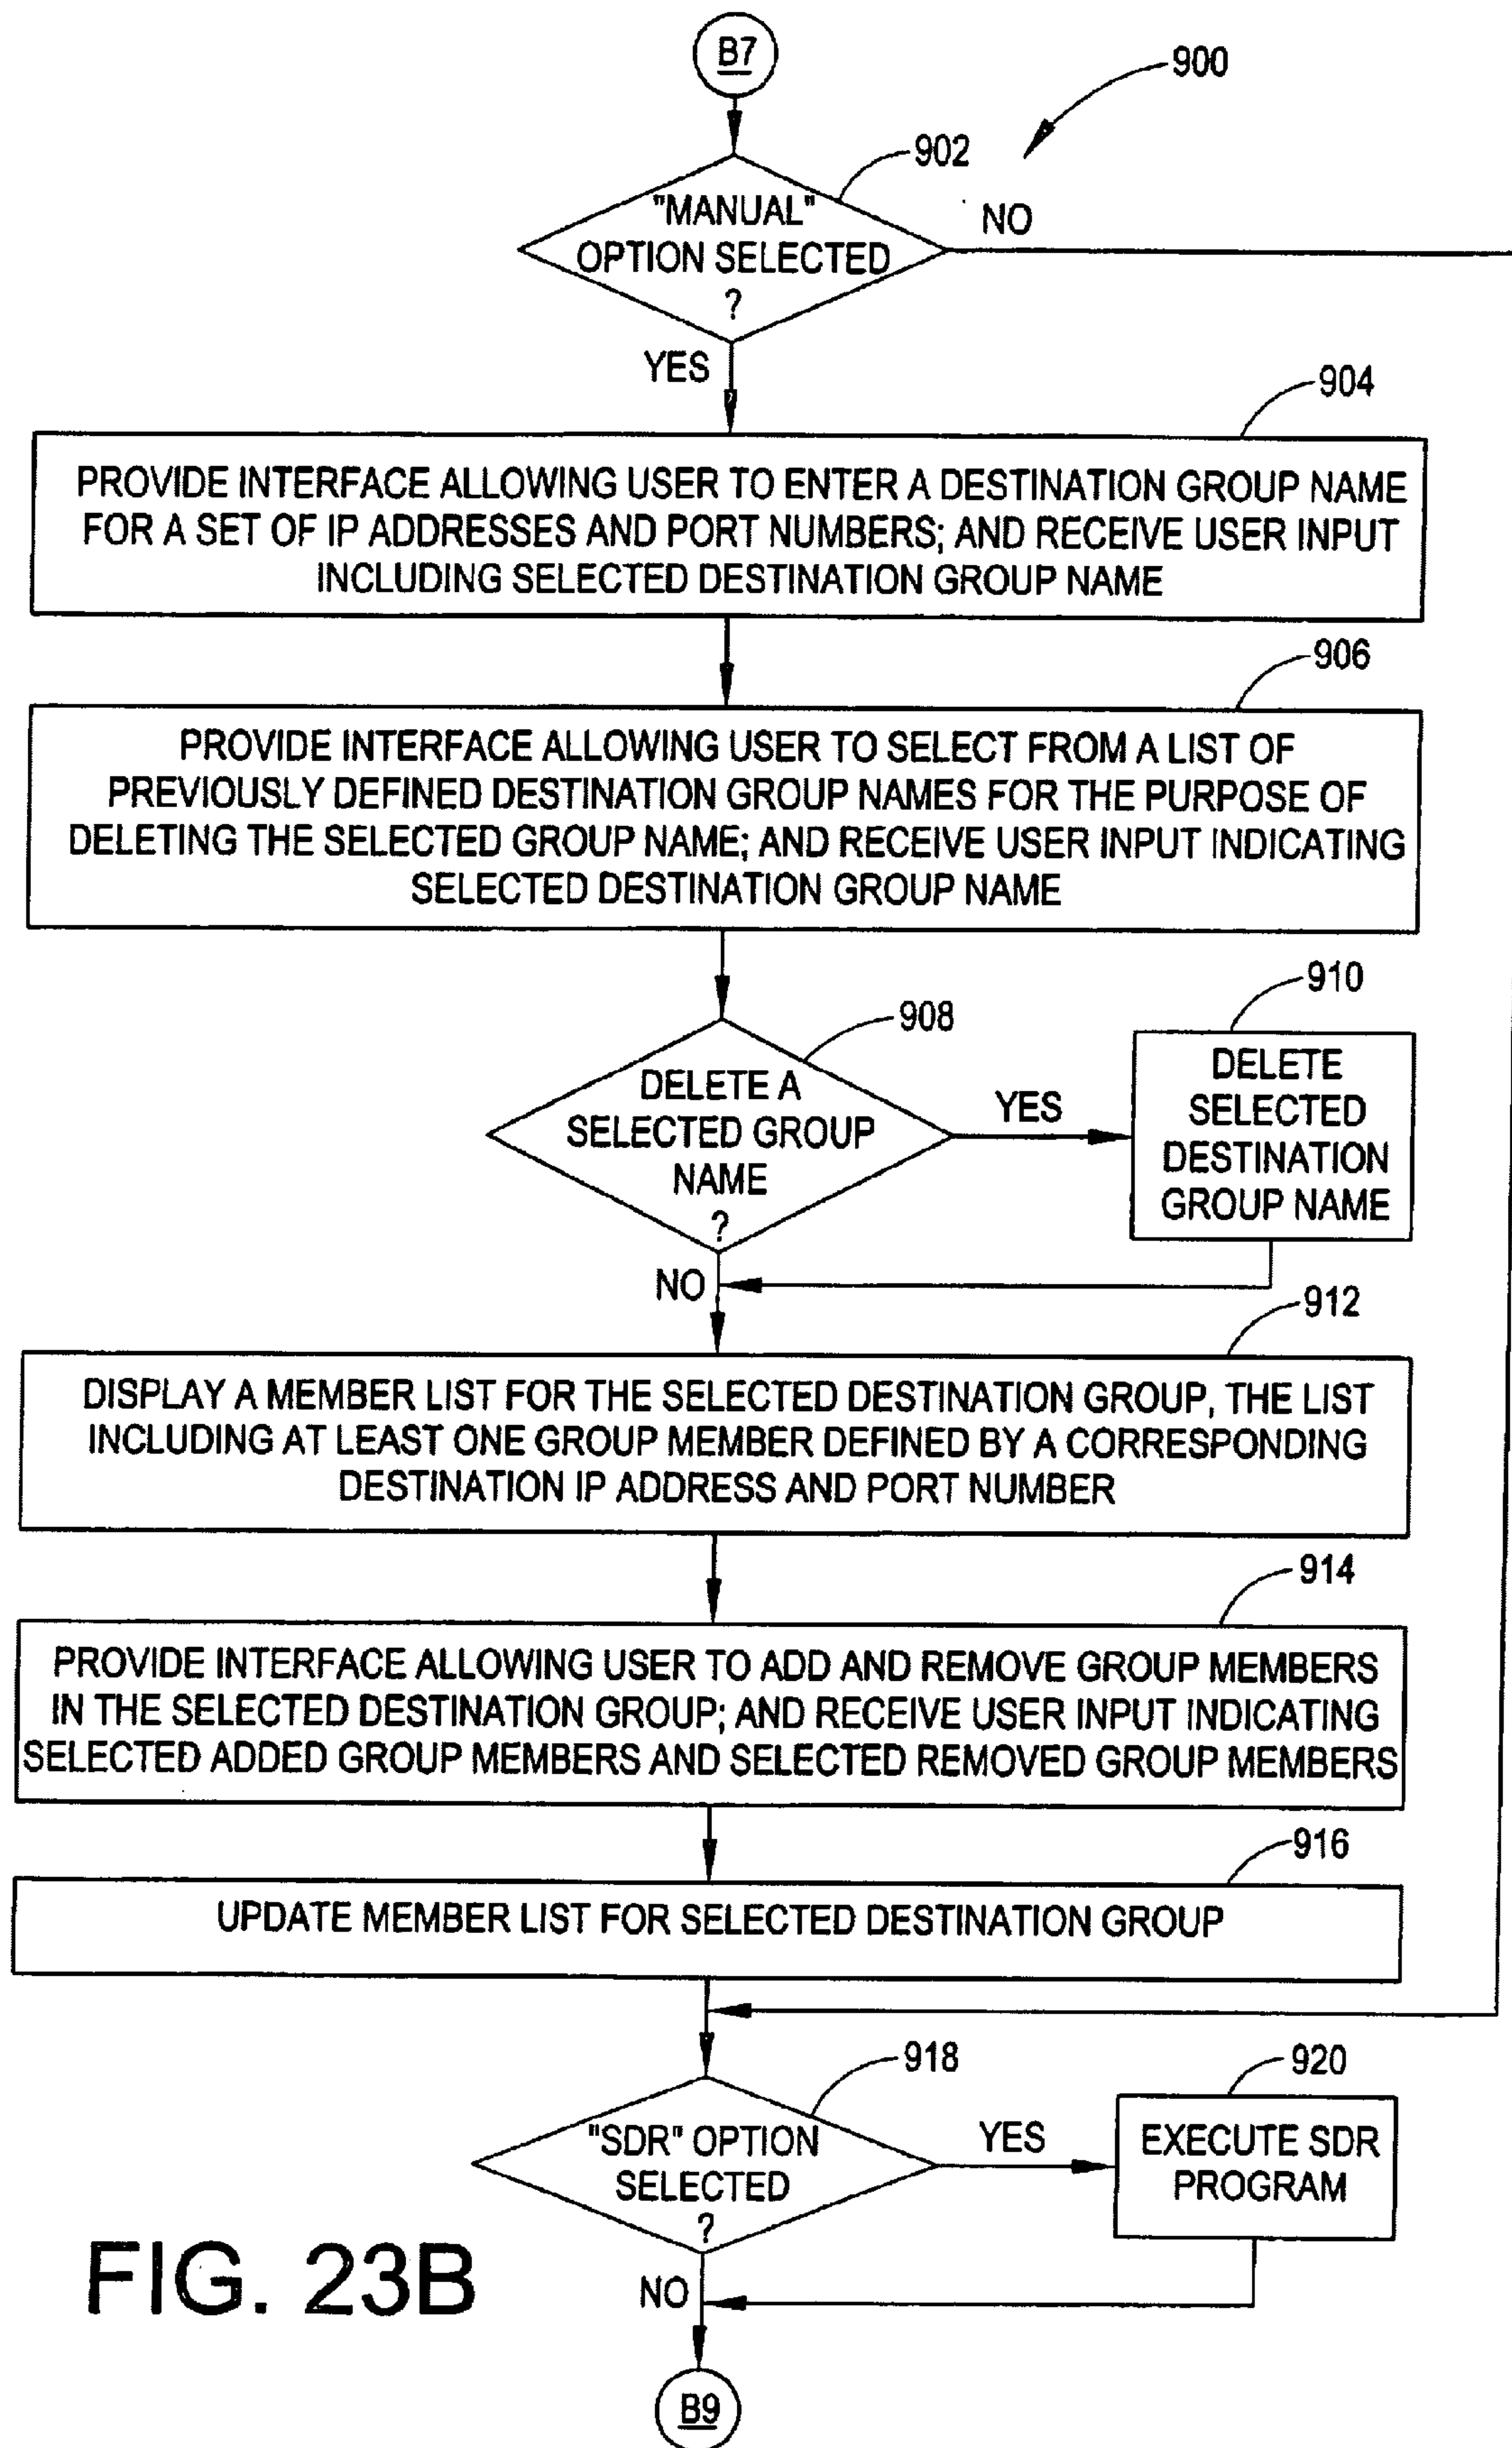 B7
900
902
"MANUAL"
OPTION SELECTED
?
NO
YES
904
PROVIDE INTERFACE ALLOWING USER TO ENTER A DESTINATION GROUP NAME
FOR A SET OF IP ADDRESSES AND PORT NUMBERS; AND RECEIVE USER INPUT
INCLUDING SELECTED DESTINATION GROUP NAME
906
PROVIDE INTERFACE ALLOWING USER TO SELECT FROM A LIST OF
PREVIOUSLY DEFINED DESTINATION GROUP NAMES FOR THE PURPOSE OF
DELETING THE SELECTED GROUP NAME; AND RECEIVE USER INPUT INDICATING
SELECTED DESTINATION GROUP NAME
908
DELETE A
SELECTED GROUP
NAME
?
YES
910
DELETE
SELECTED
DESTINATION
GROUP NAME
NO
912
DISPLAY A MEMBER LIST FOR THE SELECTED DESTINATION GROUP, THE LIST
INCLUDING AT LEAST ONE GROUP MEMBER DEFINED BY A CORRESPONDING
DESTINATION IP ADDRESS AND PORT NUMBER
914
PROVIDE INTERFACE ALLOWING USER TO ADD AND REMOVE GROUP MEMBERS
IN THE SELECTED DESTINATION GROUP; AND RECEIVE USER INPUT INDICATING
SELECTED ADDED GROUP MEMBERS AND SELECTED REMOVED GROUP MEMBERS
916
UPDATE MEMBER LIST FOR SELECTED DESTINATION GROUP
918
"SDR" OPTION
SELECTED
?
YES
920
EXECUTE SDR
PROGRAM
NO
FIG. 23B
B9